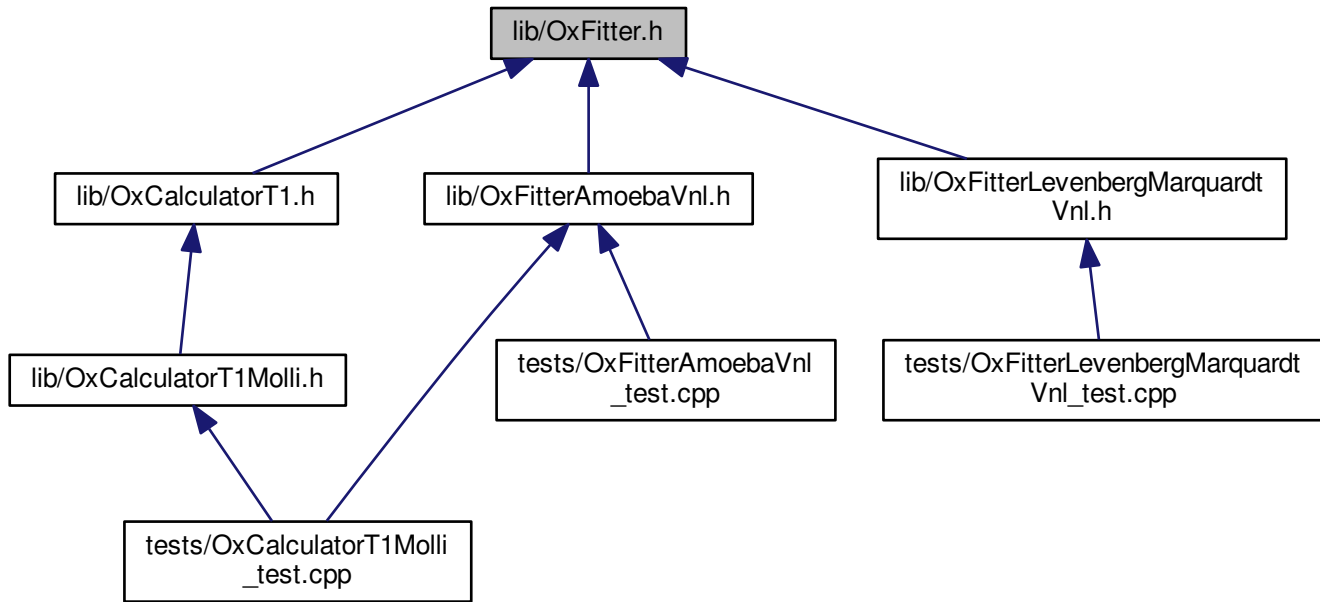 lib/OxFitter.h
lib/OxCalculatorT1.h
lib/OxFitterAmoebaVnl.h
lib/OxFitterLevenbergMarquardt
Vnl.h
lib/OxCalculatorT1Molli.h
tests/OxFitterAmoebaVnl
_test.cpp
tests/OxFitterLevenbergMarquardt
Vnl_test.cpp
tests/OxCalculatorT1Molli
_test.cpp